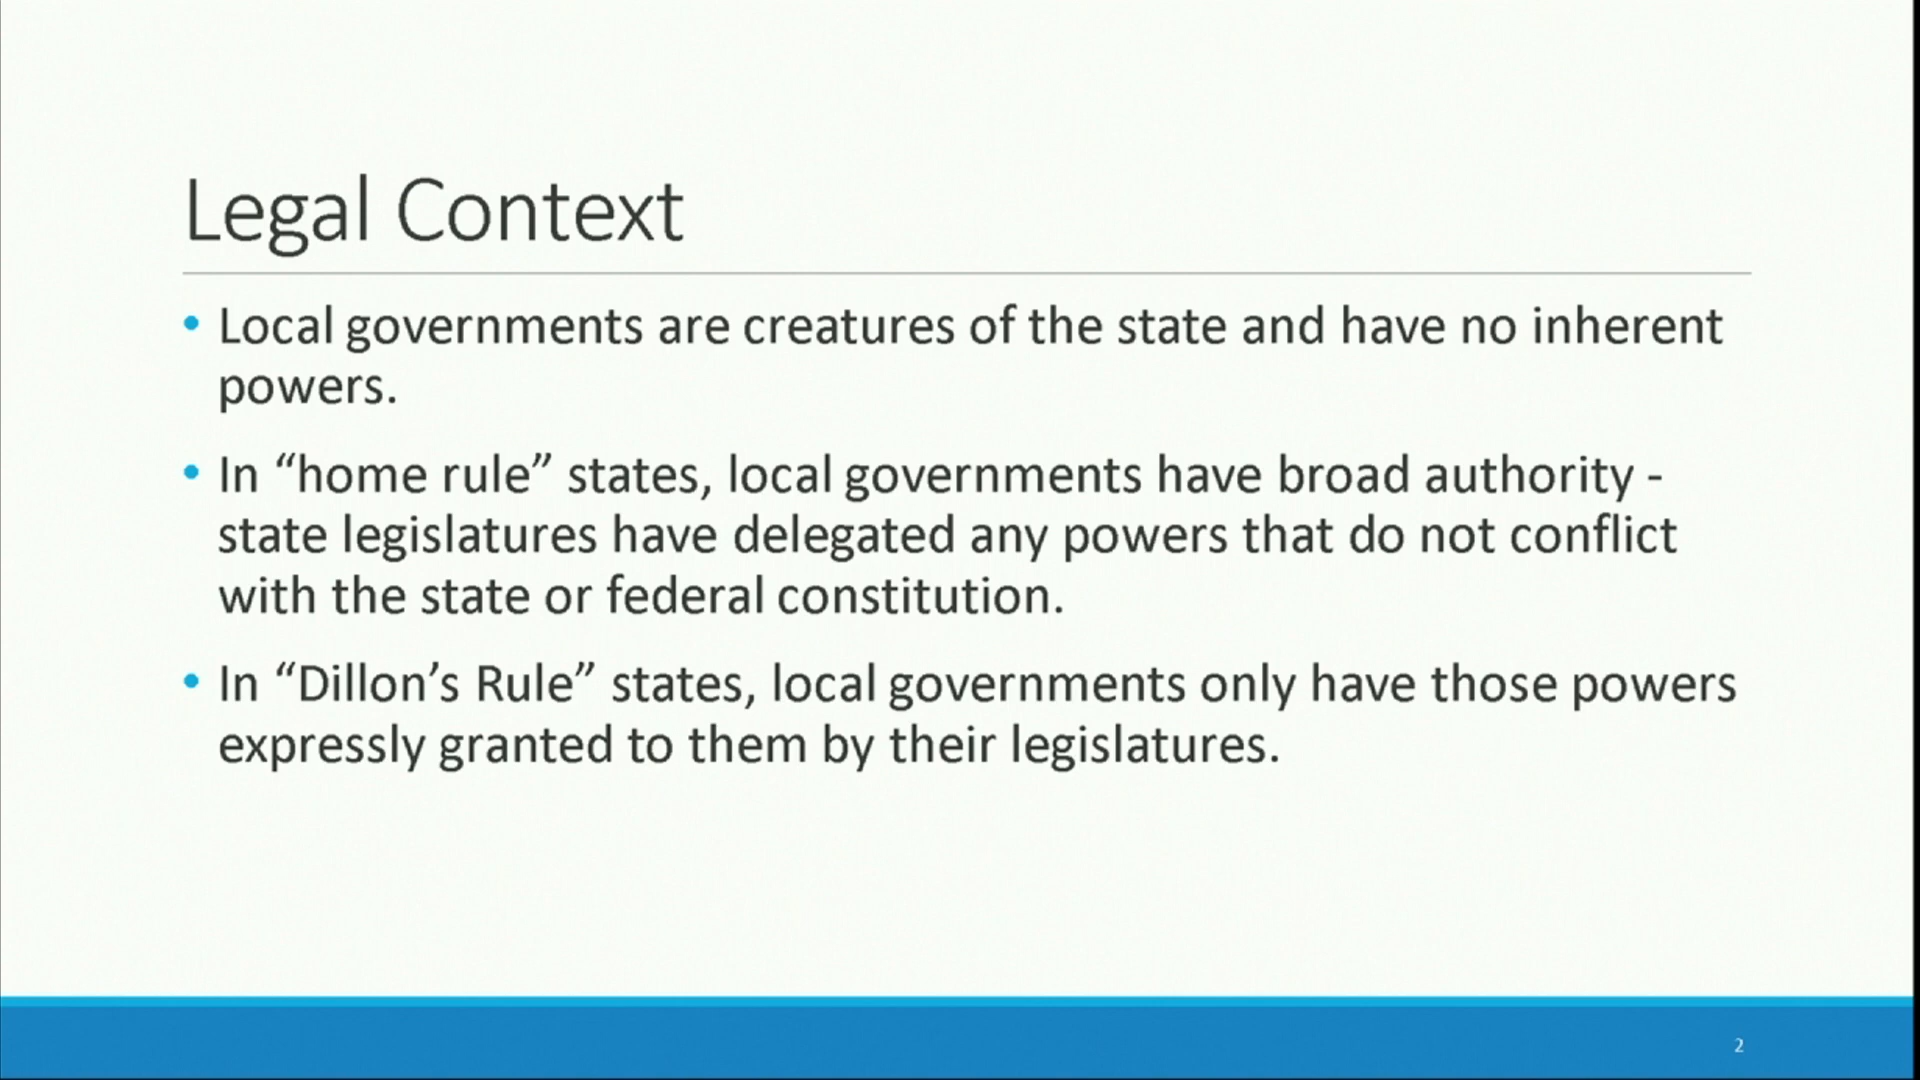 Legal Context
• Local governments are creatures of the state and have no inherent
powers.
• In “home rule” states, local governments have broad authority -
state legislatures have delegated any powers that do not conflict
with the state or federal constitution.
• In “Dillon’s Rule” states, local governments only have those powers
expressly granted to them by their legislatures.
2